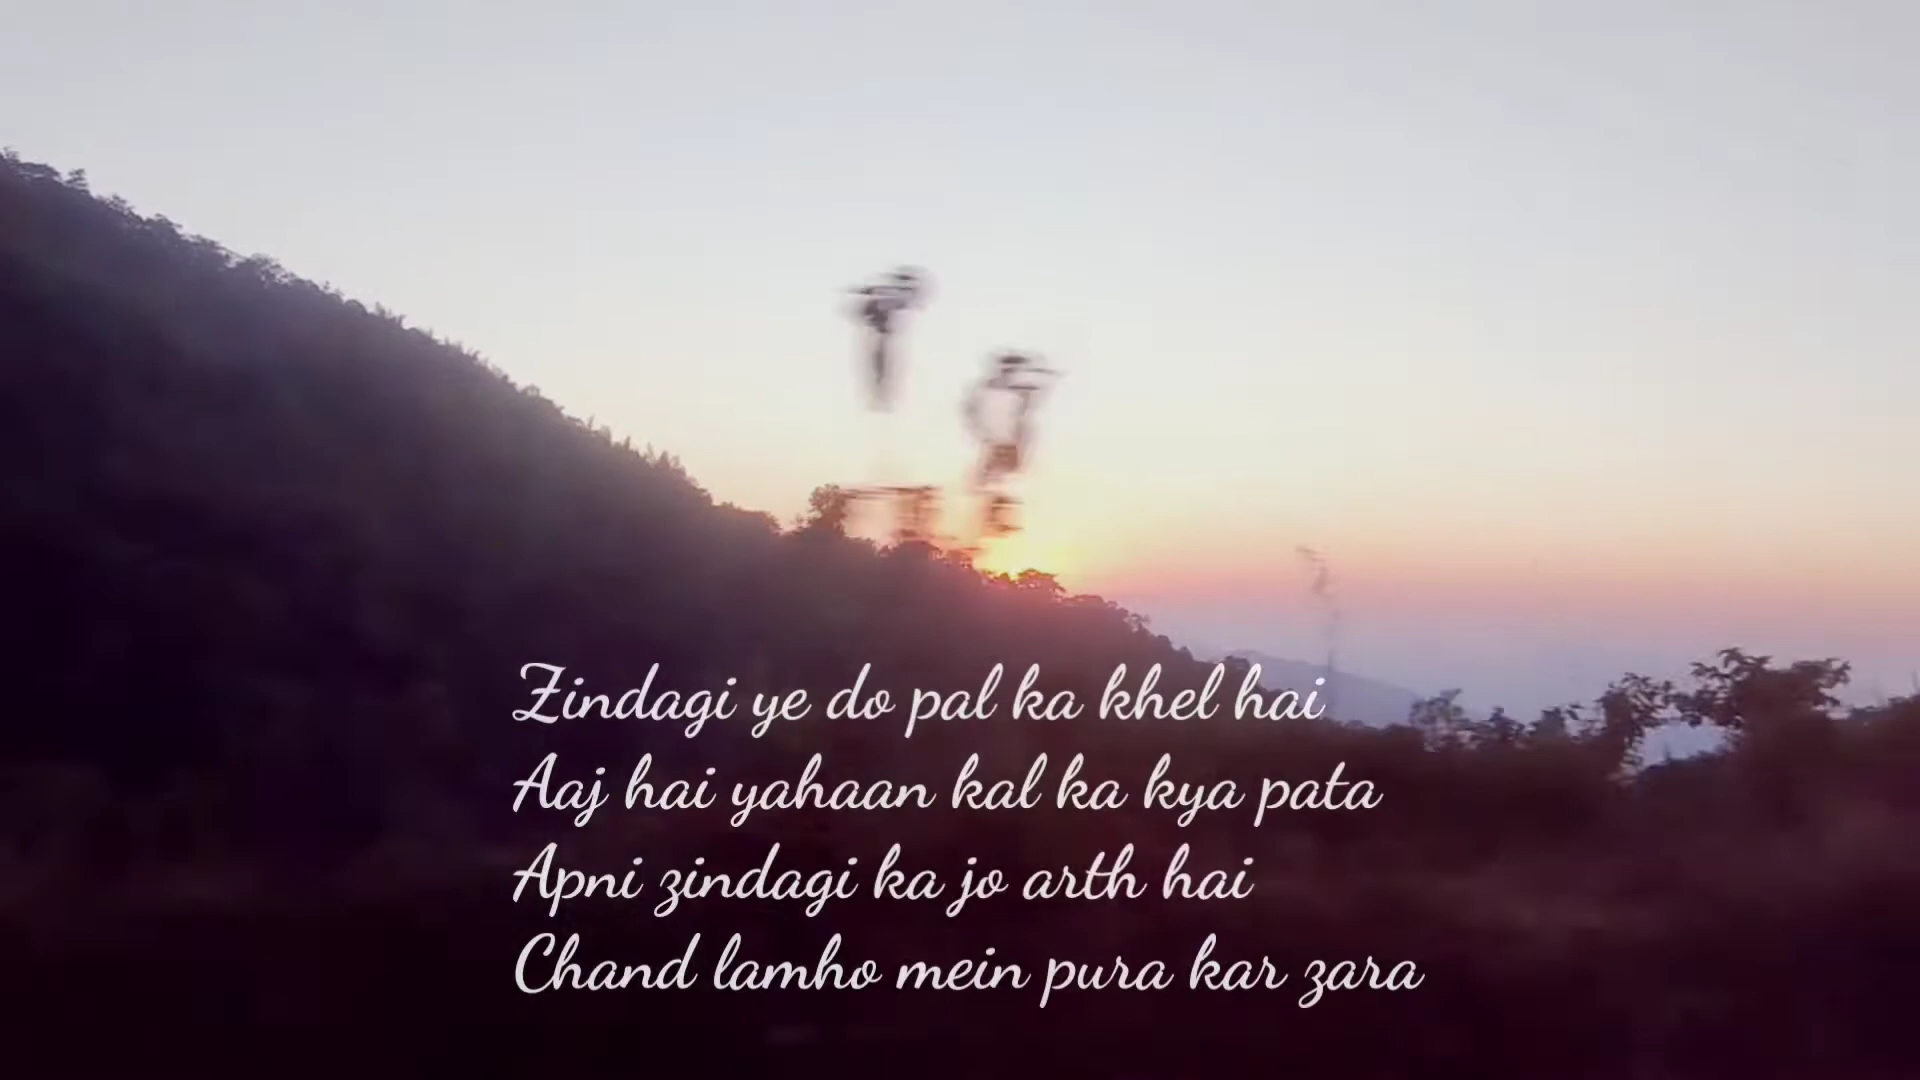 Zindagi ye do pal ka khel hai
Aaj hai yahaan kal ka kya pata
Apni zindagi ka jo arth hai
Chand lamho mein pura kar zara